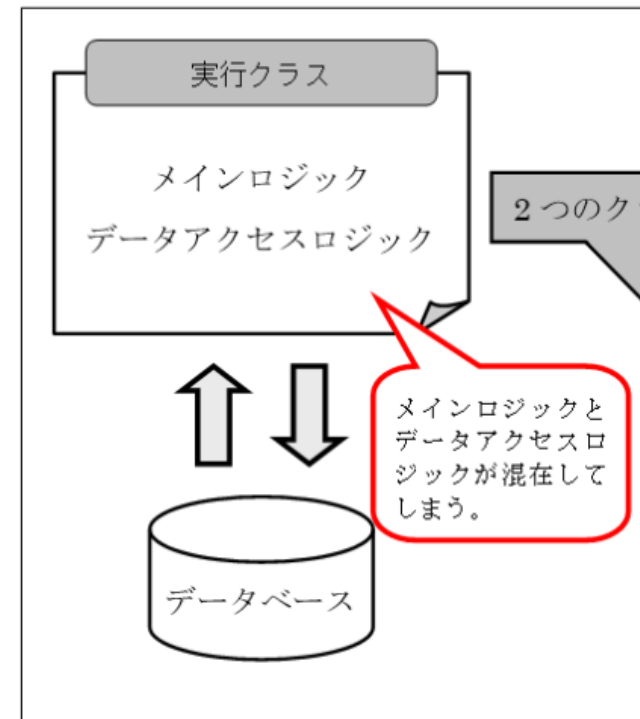 実行クラス
メインロジック
データアクセスロジック
2 つのク
メインロジックと
データアクセスロ
ジックが混在して
しまう。
データベース